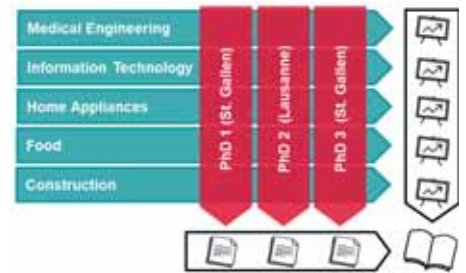 Medical Engineering
Information Technology
Home Appliances
Food
Construction
PhD 1 (St. Gallen)
PhD 2 (Lausanne)
PhD 3 (St. Gallen)